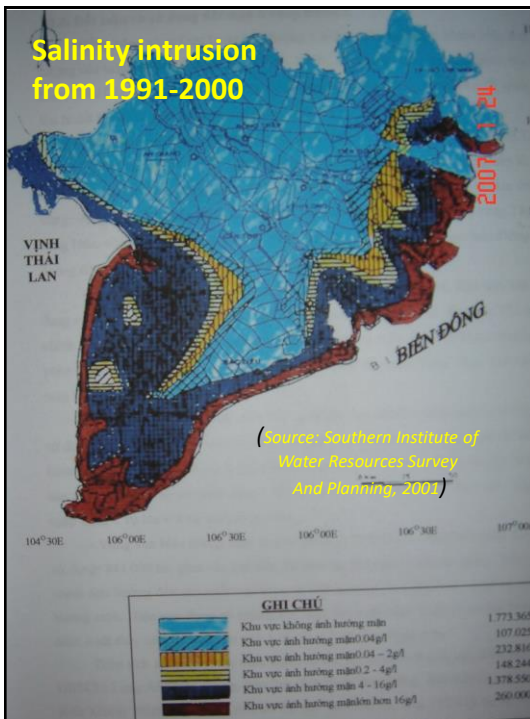 Salinity intrusion
from 1991-2000
2007 1 24
VỊNH
THÁI
LAN
BIỂN ĐÔNG
(Source: Southern Institute of
Water Resources Survey
And Planning, 2001)
104°30E 106°00E 106°30E 106°00E 106°30E 107°00
GHI CHÚ
Khu vực không ảnh hưởng mặn 1.773.365
Khu vực ảnh hưởng mặn0.04g/l 107.025
Khu vực ảnh hưởng mặn0.04 – 2g/l 232.816
Khu vực ảnh hưởng mặn0.2 - 4g/l 148.244
Khu vực ảnh hưởng mặn 4 - 16g/l 1.378.550
Khu vực ảnh hưởng mặnlớn hơn 16g/l 260.000